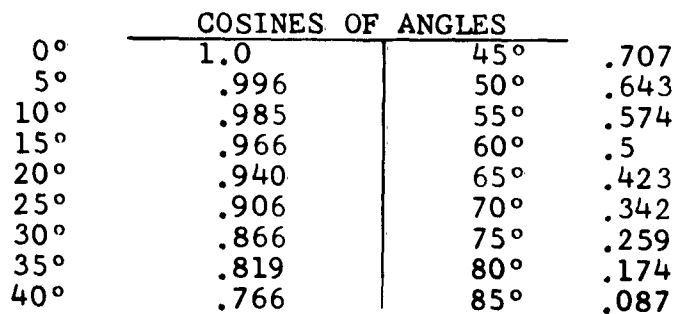 COSINES OF ANGLES
0° 1.0 45° .707
5° .996 50° .643
10° .985 55° .574
15° .966 60° .5
20° .940 65° .423
25° .906 70° .342
30° .866 75° .259
35° .819 80° .174
40° .766 85° .087